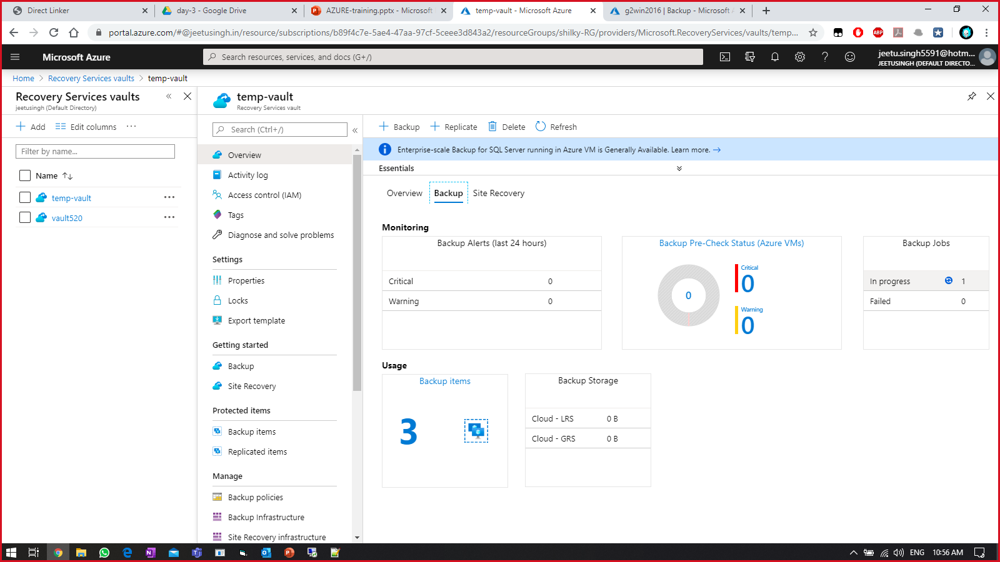 Direct Linker
day-3 - Google Drive
AZURE-training.pptx - Microsoft
temp-vault - Microsoft Azure
g2win2016 | Backup - Microsoft A
portal.azure.com/#@jeetusingh.in/resource/subscriptions/b89f4c7e-5ae4-47aa-97cf-5ceee3d843a2/resourceGroups/shilky-RG/providers/Microsoft.RecoveryServices/vaults/temp...
ABP
Microsoft Azure
Search resources, services, and docs (G+/)
jeetu.singh5591@hotm...
JEETUSINGH (DEFAULT DIRECTO...
Home > Recovery Services vaults > temp-vault
Recovery Services vaults
jeetusingh (Default Directory)
Add
Edit columns
Filter by name...
Name
temp-vault
vault520
temp-vault
Recovery Services vault
Search (Ctrl+/)
Overview
Activity log
Access control (IAM)
Tags
Diagnose and solve problems
Settings
Properties
Locks
Export template
Getting started
Backup
Site Recovery
Protected items
Backup items
Replicated items
Manage
Backup policies
Backup Infrastructure
Site Recovery infrastructure
Backup
Replicate
Delete
Refresh
Enterprise-scale Backup for SQL Server running in Azure VM is Generally Available. Learn more. →
Essentials
Overview
Backup
Site Recovery
Monitoring
Backup Alerts (last 24 hours)
Critical 0
Warning 0
Backup Pre-Check Status (Azure VMs)
0
Critical
0
Warning
0
Backup Jobs
In progress 1
Failed 0
Usage
Backup items
3
Backup Storage
Cloud - LRS 0 B
Cloud - GRS 0 B
ENG
10:56 AM